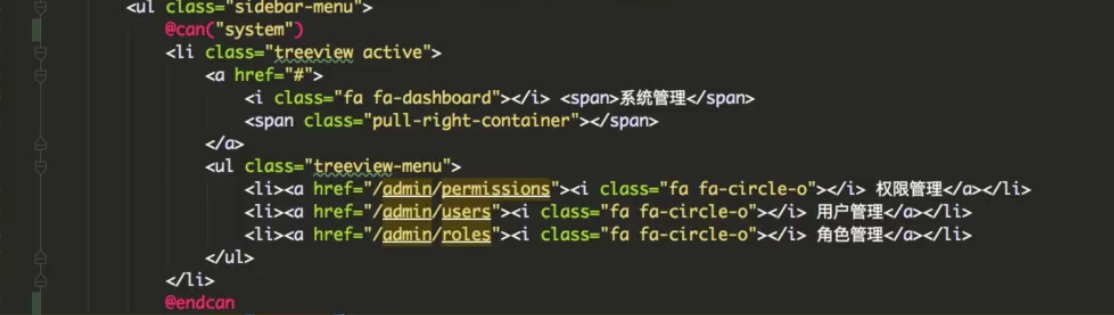 <ul class="sidebar-menu">
@can("system")
<li class="treeview active">
<a href="#">
<i class="fa fa-dashboard"></i> <span>系统管理</span>
<span class="pull-right-container"></span>
</a>
<ul class="treeview-menu">
<li><a href="/admin/permissions"><i class="fa fa-circle-o"></i> 权限管理</a></li>
<li><a href="/admin/users"><i class="fa fa-circle-o"></i> 用户管理</a></li>
<li><a href="/admin/roles"><i class="fa fa-circle-o"></i> 角色管理</a></li>
</ul>
</li>
@endcan